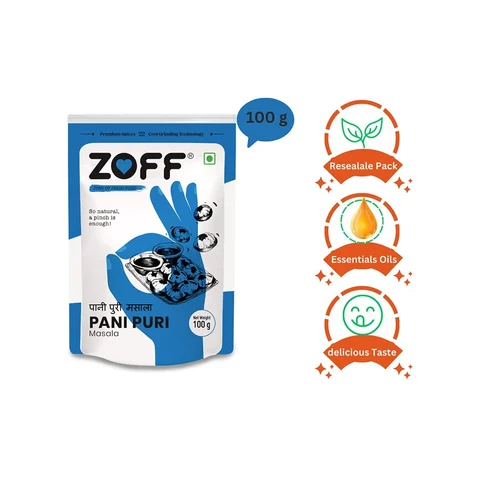 100 g
Premium Spices Cool Grinding Technology
ZOFF®
So natural,
a pinch is
enough!
पानी पुरी मसाला
PANI PURI
Masala
Net Weight
100 g
Resealale Pack
Essentials Oils
delicious Taste